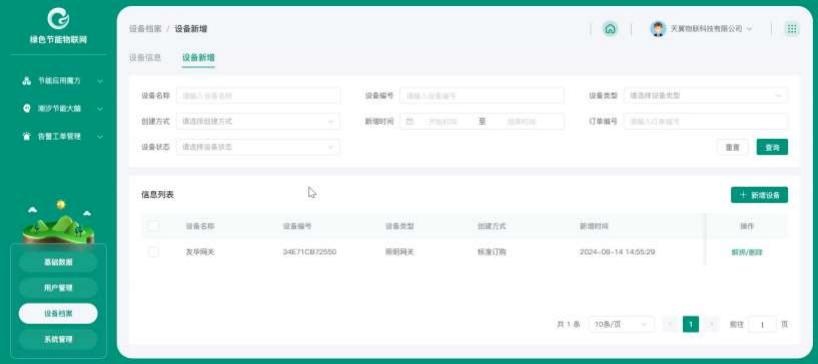 绿色节能物联网
节能应用魔方
潮汐节能大脑
告警工单管理
基础数据
用户管理
设备档案
系统管理
设备档案 / 设备新增
天翼物联科技有限公司
设备信息 设备新增
设备名称 请输入设备名称 设备编号 请输入设备编号 设备类型 请选择设备类型
创建方式 请选择创建方式 新增时间 开始时间 至 结束时间 订单编号 请输入订单编号
设备状态 请选择设备状态 重置 查询
信息列表 + 新增设备
设备名称 设备编号 设备类型 创建方式 新增时间 操作
友华网关 34E71CB72550 照明网关 标准订购 2024-08-14 14:55:29 解绑/删除
共 1 条 10条/页 1 前往 1 页